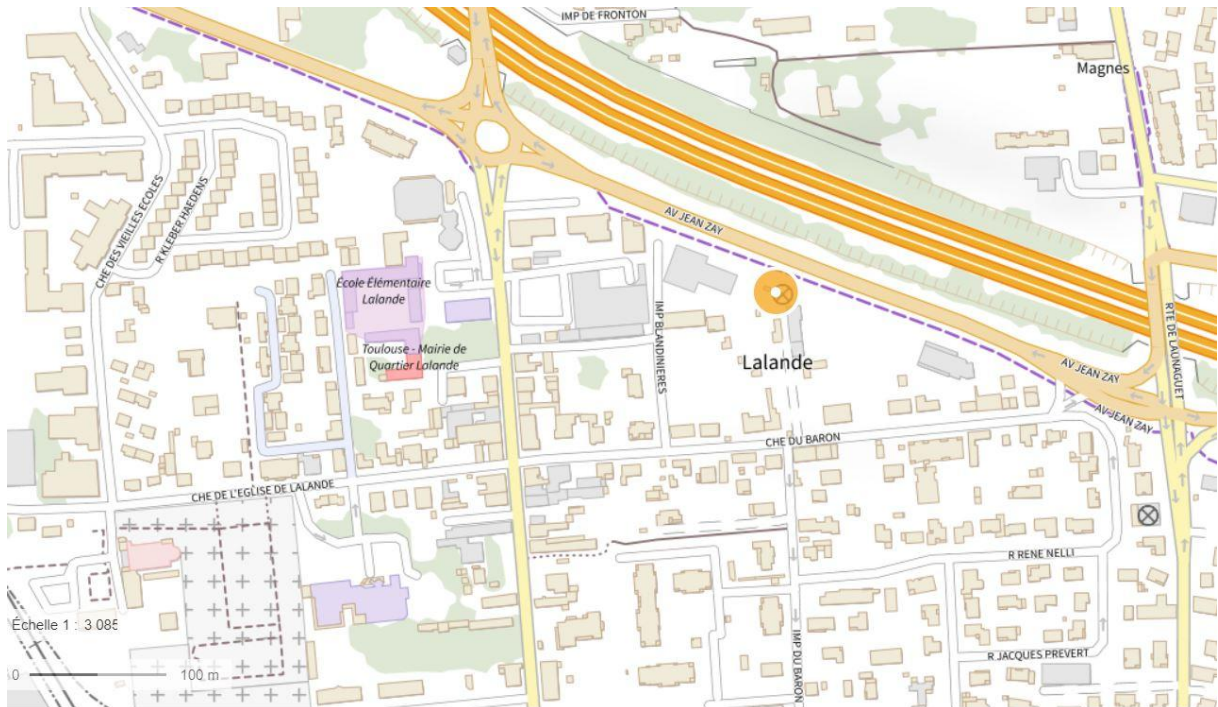 IMP DE FRONTON
Magnes
CHE DES VIEILLES ECOLES
R KLEBER HAEDENS
AV JEAN ZAY
École Élémentaire
Lalande
IMP BLANDINIERES
RTE DE LAUNAGUET
Toulouse - Mairie de
Quartier Lalande
Lalande
AV JEAN ZAY
AV JEAN ZAY
CHE DU BARON
CHE DE L'EGLISE DE LALANDE
R RENE NELLI
Échelle 1 : 3 085
IMP DU BARON
R JACQUES PREVERT
0 100 m